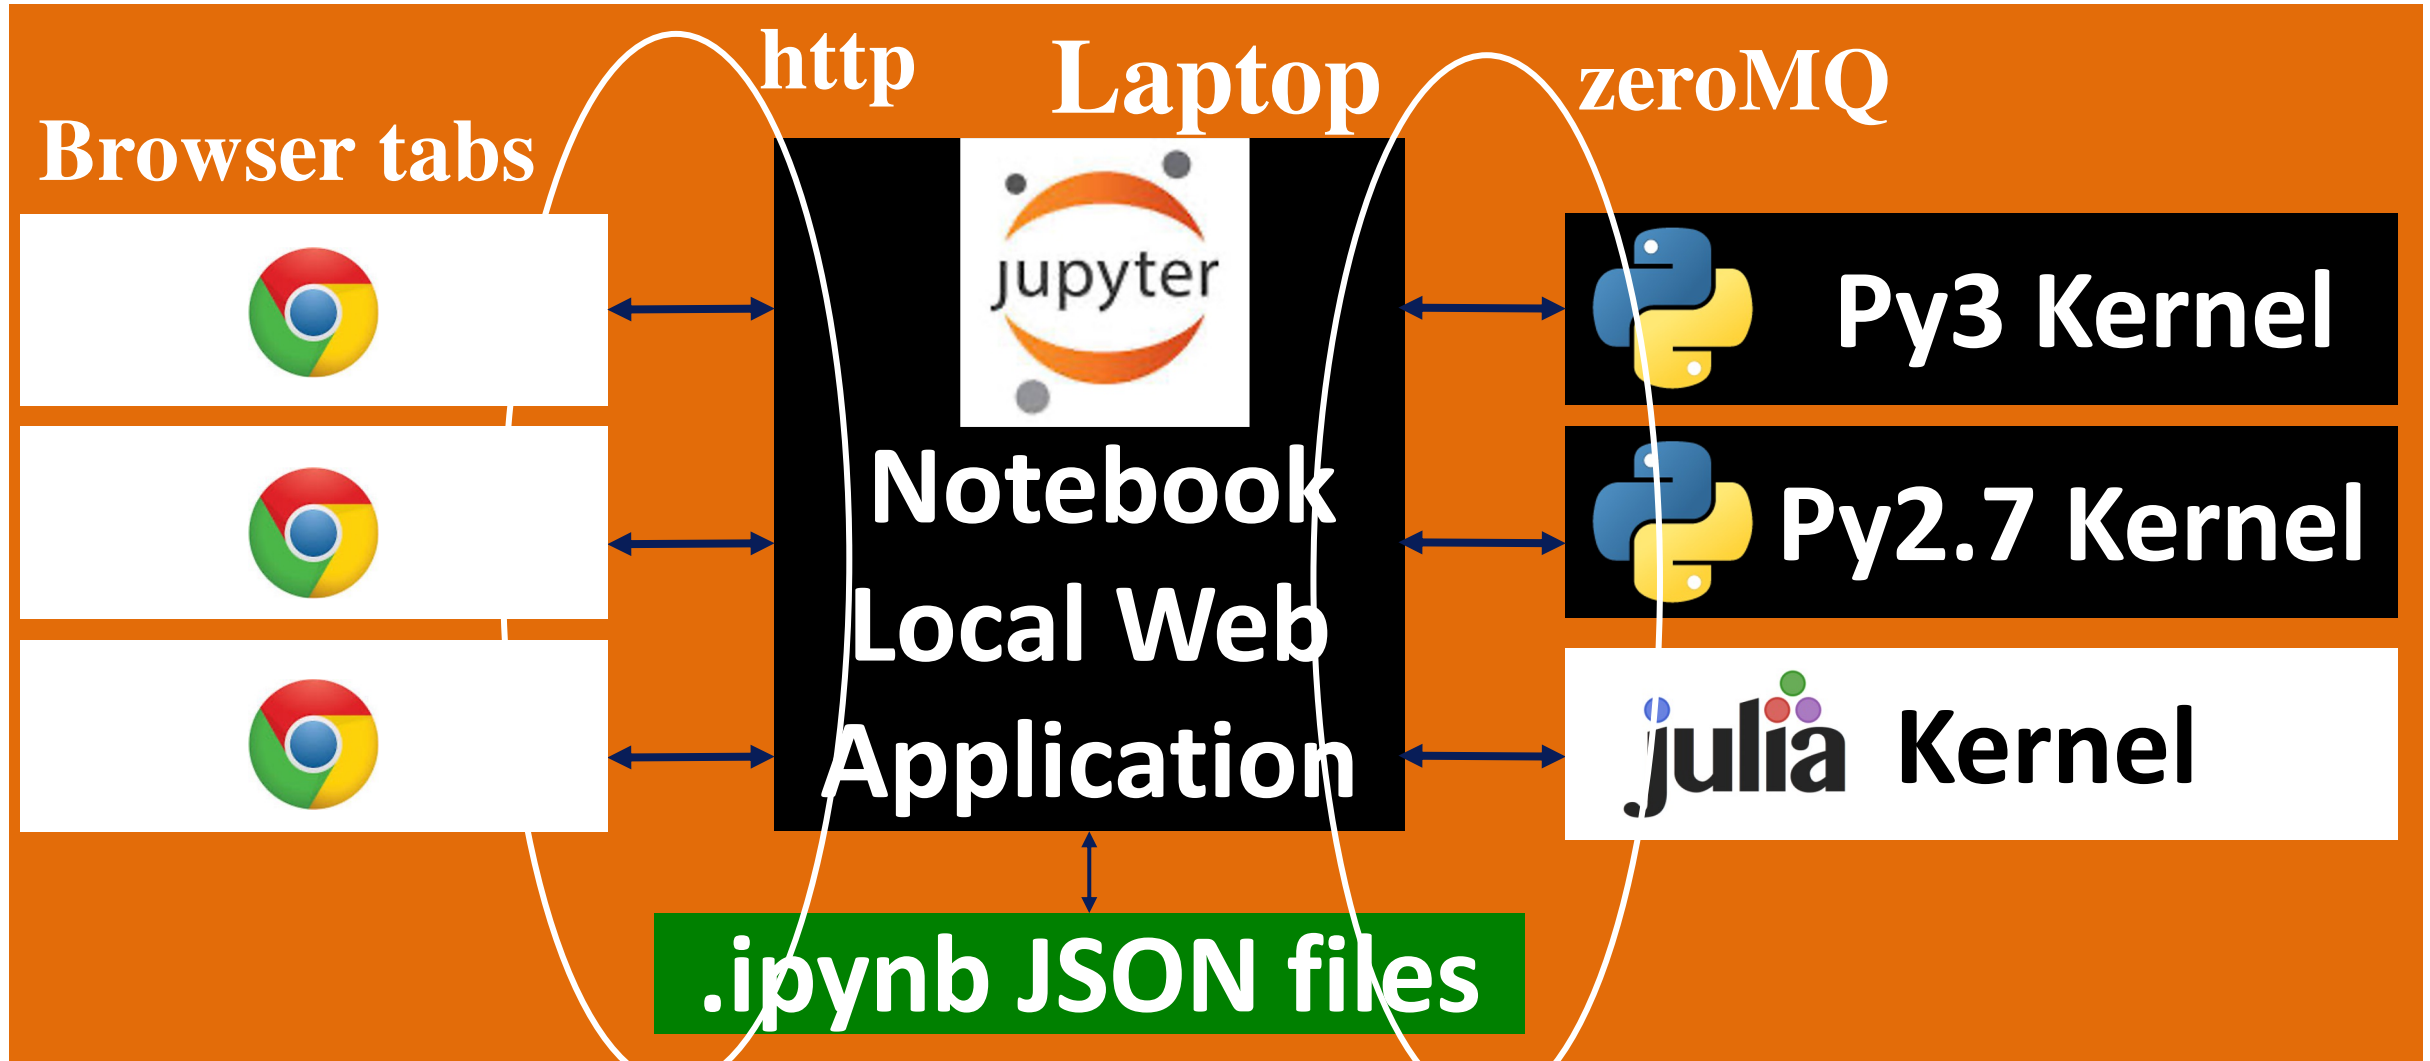 http
Laptop
zeroMQ
Browser tabs
jupyter
Notebook
Local Web
Application
Py3 Kernel
Py2.7 Kernel
julia Kernel
.ipynb JSON files